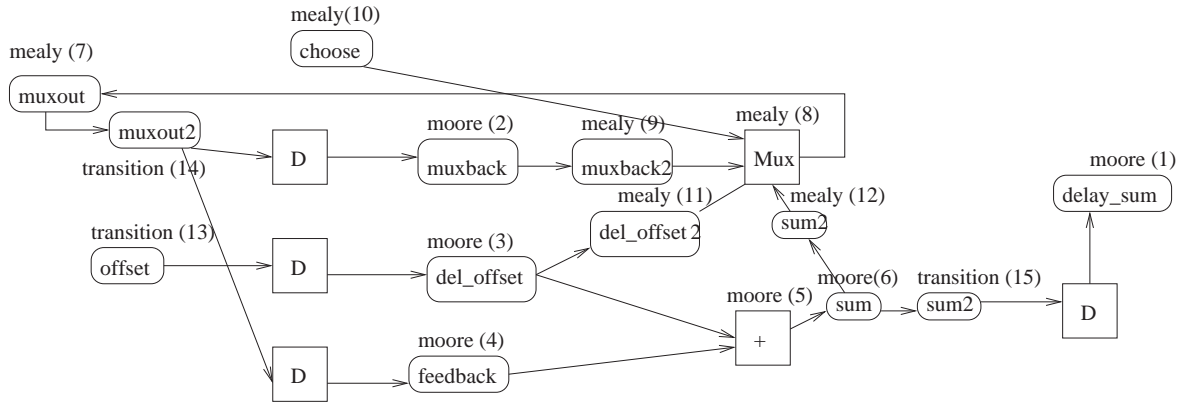 mealy(10)
choose
mealy (7)
muxout
muxout2
transition (14)
D
moore (2)
muxback
mealy (9)
muxback2
mealy (8)
Mux
moore (1)
delay_sum
mealy (11)
del_offset 2
mealy (12)
sum2
transition (13)
offset
D
moore (3)
del_offset
moore (5)
+
moore(6)
sum
transition (15)
sum2
D
moore (4)
D
feedback